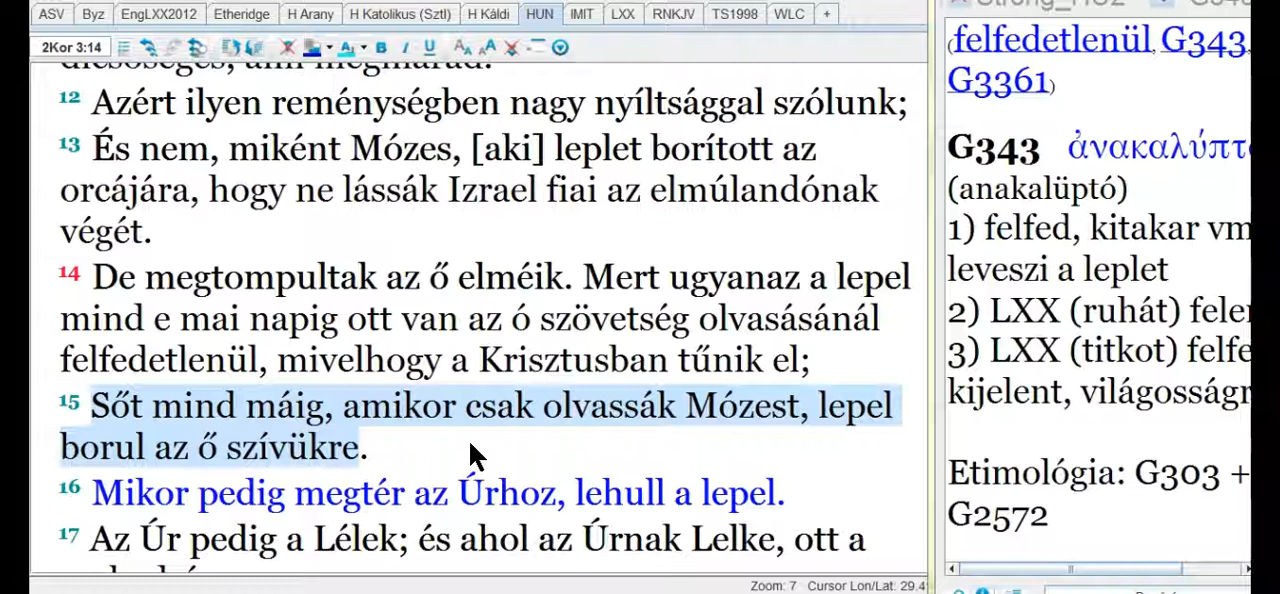 ASV Byz EngLXX2012 Etheridge H Arany H Katolikus (Sztl) H Káldi HUN IMIT LXX RNKJV TS1998 WLC +
2Kor 3:14
12 Azért ilyen reménységben nagy nyíltsággal szólunk;
13 És nem, miként Mózes, [aki] leplet borított az
orcájára, hogy ne lássák Izrael fiai az elmúlandónak
végét.
14 De megtompultak az ő elméik. Mert ugyanaz a lepel
mind e mai napig ott van az ó szövetség olvasásánál
felfedetlenül, mivelhogy a Krisztusban tűnik el;
15 Sőt mind máig, amikor csak olvassák Mózest, lepel
borul az ő szívükre.
16 Mikor pedig megtér az Úrhoz, lehull a lepel.
17 Az Úr pedig a Lélek; és ahol az Úrnak Lelke, ott a
Zoom: 7 Cursor Lon/Lat: 29.4
(felfedetlenül, G343,
G3361)
G343 ἀνακαλύπτ
(anakalüptó)
1) felfed, kitakar vm
leveszi a leplet
2) LXX (ruhát) feler
3) LXX (titkot) felfe
kijelent, világosságr
Etimológia: G303 +
G2572